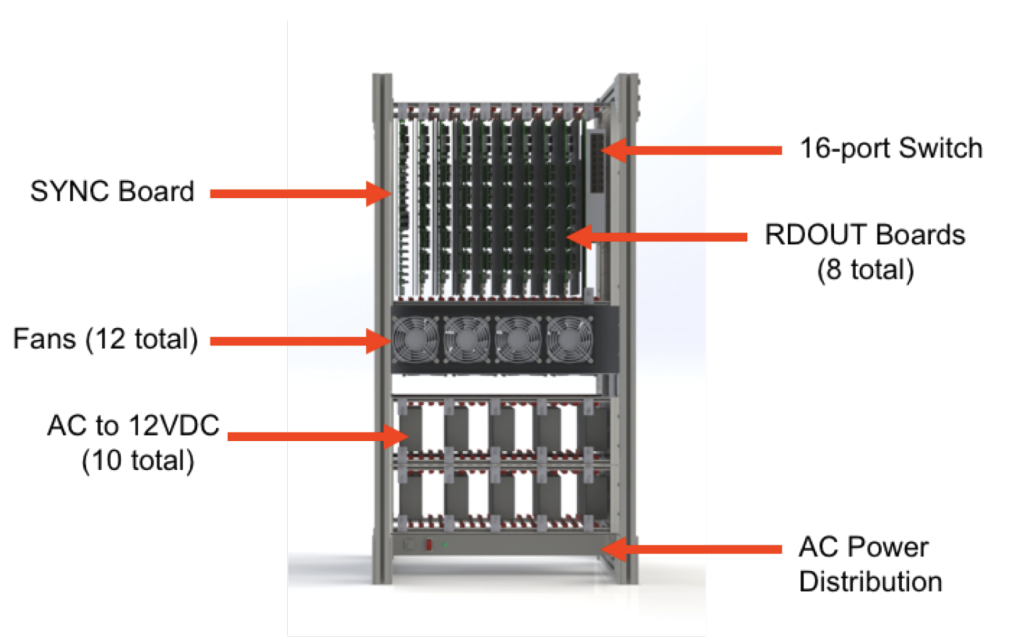 16-port Switch
SYNC Board
RDOUT Boards
(8 total)
Fans (12 total)
AC to 12VDC
(10 total)
AC Power
Distribution